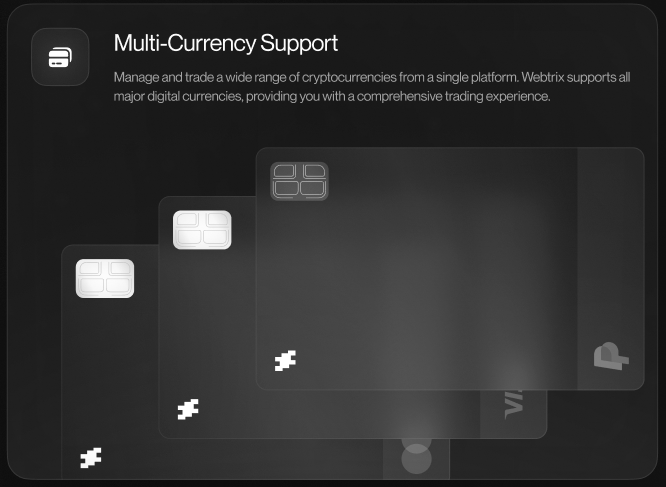 Multi-Currency Support
Manage and trade a wide range of cryptocurrencies from a single platform. Webtrix supports all
major digital currencies, providing you with a comprehensive trading experience.